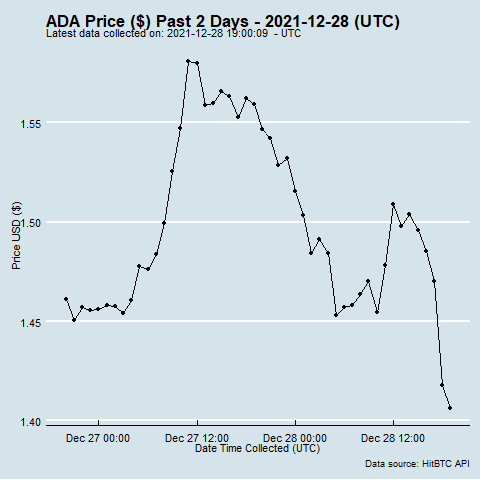 ADA Price ($) Past 2 Days - 2021-12-28 (UTC)
Latest data collected on: 2021-12-28 19:00:09 - UTC
1.55
1.50
Price USD ($)
1.45
1.40
Dec 27 00:00 Dec 27 12:00 Dec 28 00:00 Dec 28 12:00
Date Time Collected (UTC)
Data source: HitBTC API